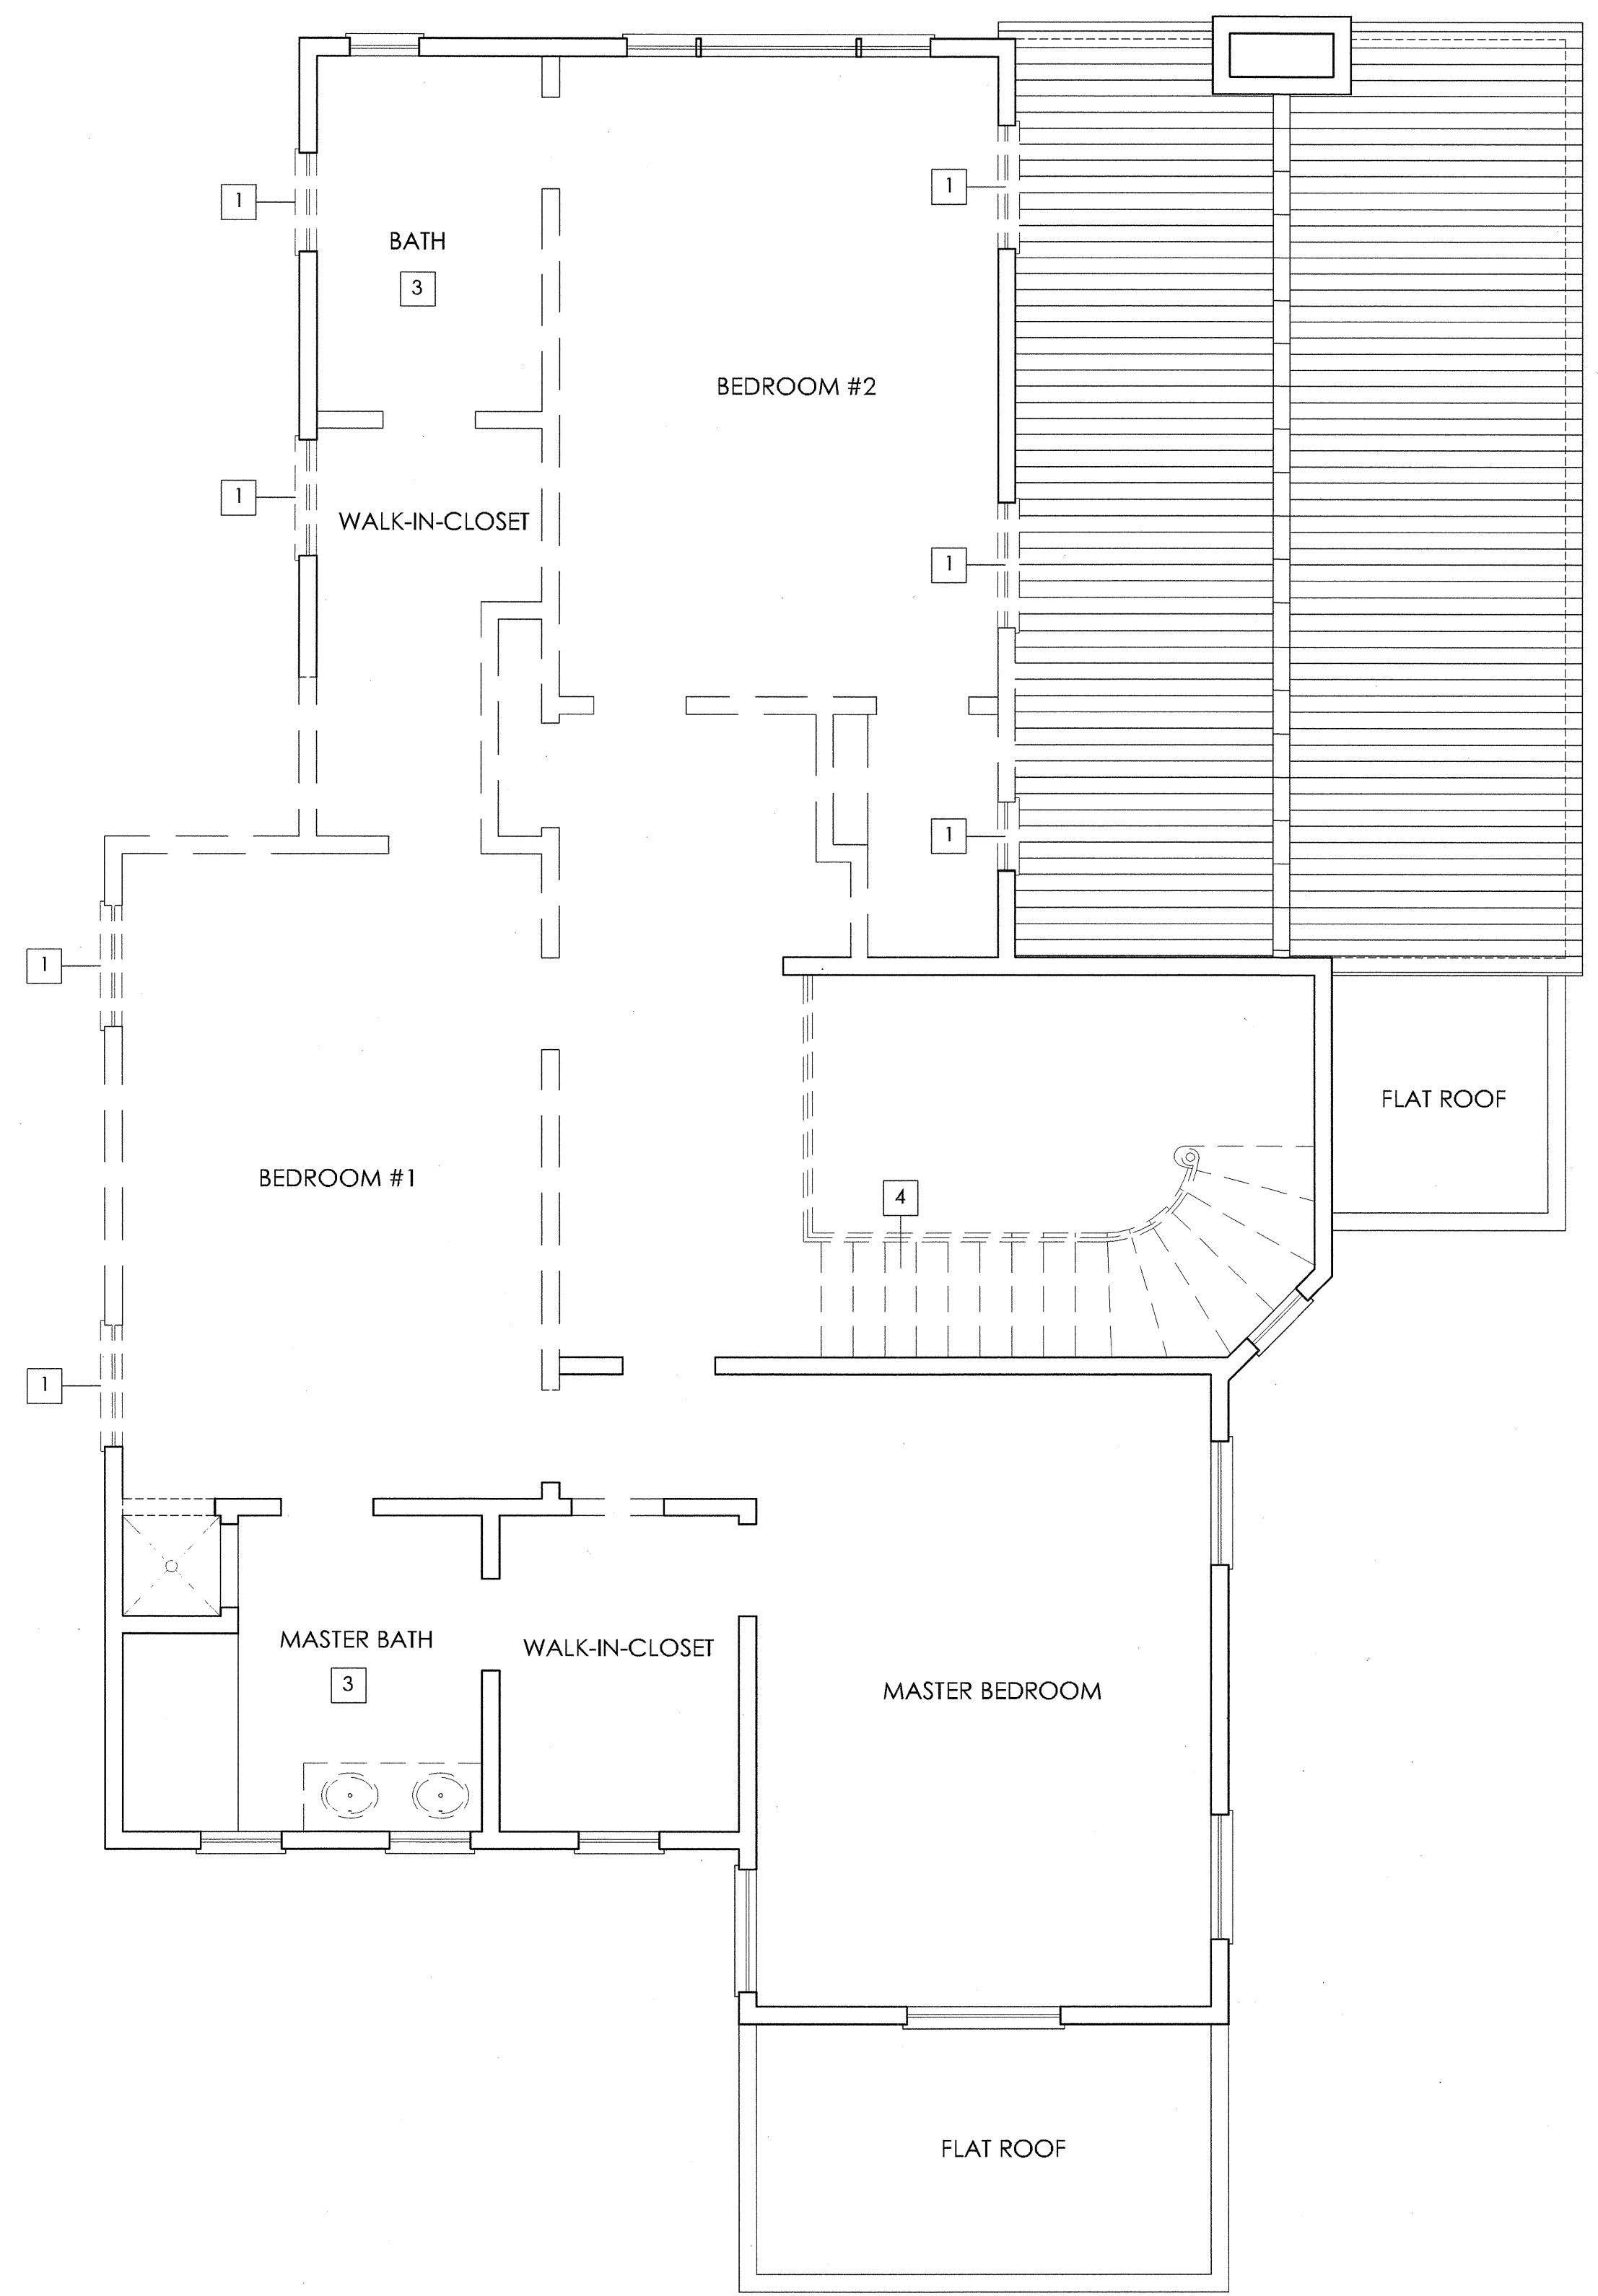 1
1
BATH
3
BEDROOM #2
1
WALK-IN-CLOSET
1
1
1
FLAT ROOF
BEDROOM #1
4
1
MASTER BATH
WALK-IN-CLOSET
3
MASTER BEDROOM
FLAT ROOF